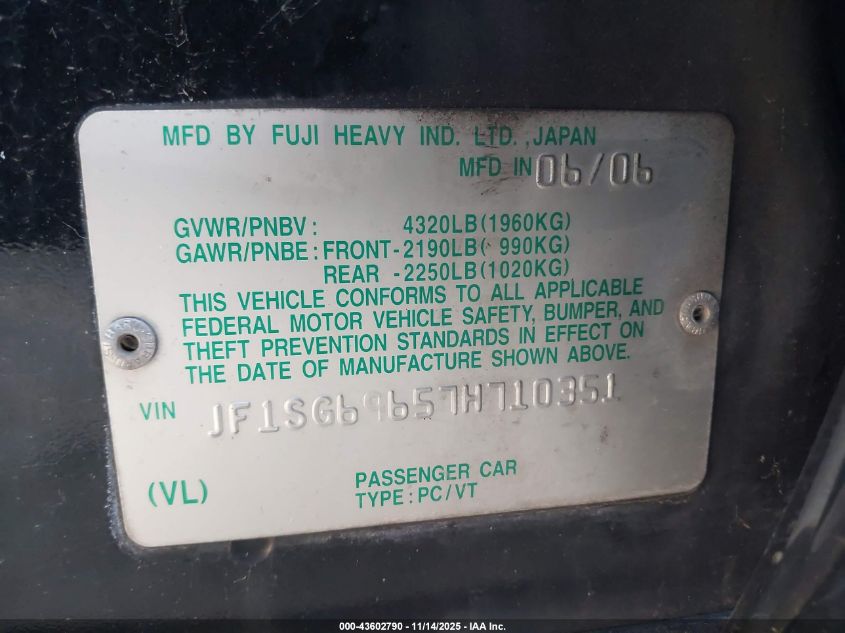 MFD BY FUJI HEAVY IND. LTD., JAPAN
MFD IN 06/06
GVWR/PNBV: 4320LB(1960KG)
GAWR/PNBE: FRONT-2190LB( 990KG)
REAR -2250LB(1020KG)
THIS VEHICLE CONFORMS TO ALL APPLICABLE
FEDERAL MOTOR VEHICLE SAFETY, BUMPER, AND
THEFT PREVENTION STANDARDS IN EFFECT ON
THE DATE OF MANUFACTURE SHOWN ABOVE.
VIN JF1SG69657H710351
(VL)
PASSENGER CAR
TYPE: PC/VT
000-43602790 - 11/14/2025 - IAA Inc.